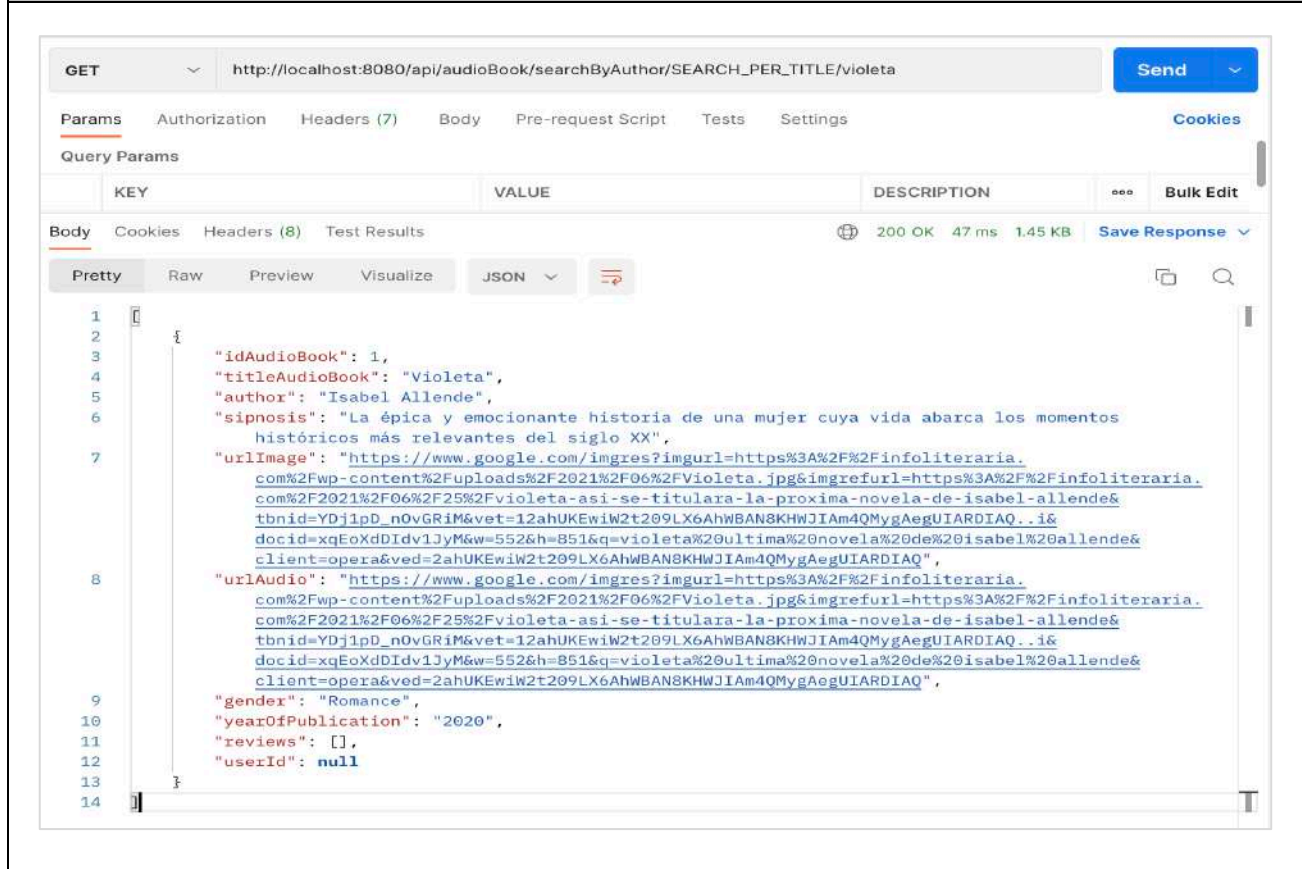 GET http://localhost:8080/api/audioBook/searchByAuthor/SEARCH_PER_TITLE/violeta Send
Params Authorization Headers (7) Body Pre-request Script Tests Settings Cookies
Query Params
KEY VALUE DESCRIPTION ooo Bulk Edit
Body Cookies Headers (8) Test Results 200 OK 47 ms 1.45 KB Save Response
Pretty Raw Preview Visualize JSON
1 [
2 {
3 "idAudioBook": 1,
4 "titleAudioBook": "Violeta",
5 "author": "Isabel Allende",
6 "sipnosis": "La épica y emocionante historia de una mujer cuya vida abarca los momentos
históricos más relevantes del siglo XX",
7 "urlImage": "https://www.google.com/imgres?imgurl=https%3A%2F%2Finfoliteraria.
com%2Fwp-content%2Fuploads%2F2021%2F06%2FVioleta.jpg&imgrefurl=https%3A%2F%2Finfoliteraria.
com%2F2021%2F06%2F25%2Fvioleta-asi-se-titulara-la-proxima-novela-de-isabel-allende&
tbnid=YDj1pD_nOvGRiM&vet=12ahUKEwiW2t209LX6AhWBAN8KHWJIAm4QMygAegUIARDIAQ..i&
docid=xqEoXdDIdv1JyM&w=552&h=851&q=violeta%20ultima%20novela%20de%20isabel%20allende&
client=opera&ved=2ahUKEwiW2t209LX6AhWBAN8KHWJIAm4QMygAegUIARDIAQ",
8 "urlAudio": "https://www.google.com/imgres?imgurl=https%3A%2F%2Finfoliteraria.
com%2Fwp-content%2Fuploads%2F2021%2F06%2FVioleta.jpg&imgrefurl=https%3A%2F%2Finfoliteraria.
com%2F2021%2F06%2F25%2Fvioleta-asi-se-titulara-la-proxima-novela-de-isabel-allende&
tbnid=YDj1pD_nOvGRiM&vet=12ahUKEwiW2t209LX6AhWBAN8KHWJIAm4QMygAegUIARDIAQ..i&
docid=xqEoXdDIdv1JyM&w=552&h=851&q=violeta%20ultima%20novela%20de%20isabel%20allende&
client=opera&ved=2ahUKEwiW2t209LX6AhWBAN8KHWJIAm4QMygAegUIARDIAQ",
9 "gender": "Romance",
10 "yearOfPublication": "2020",
11 "reviews": [],
12 "userId": null
13 }
14 ]